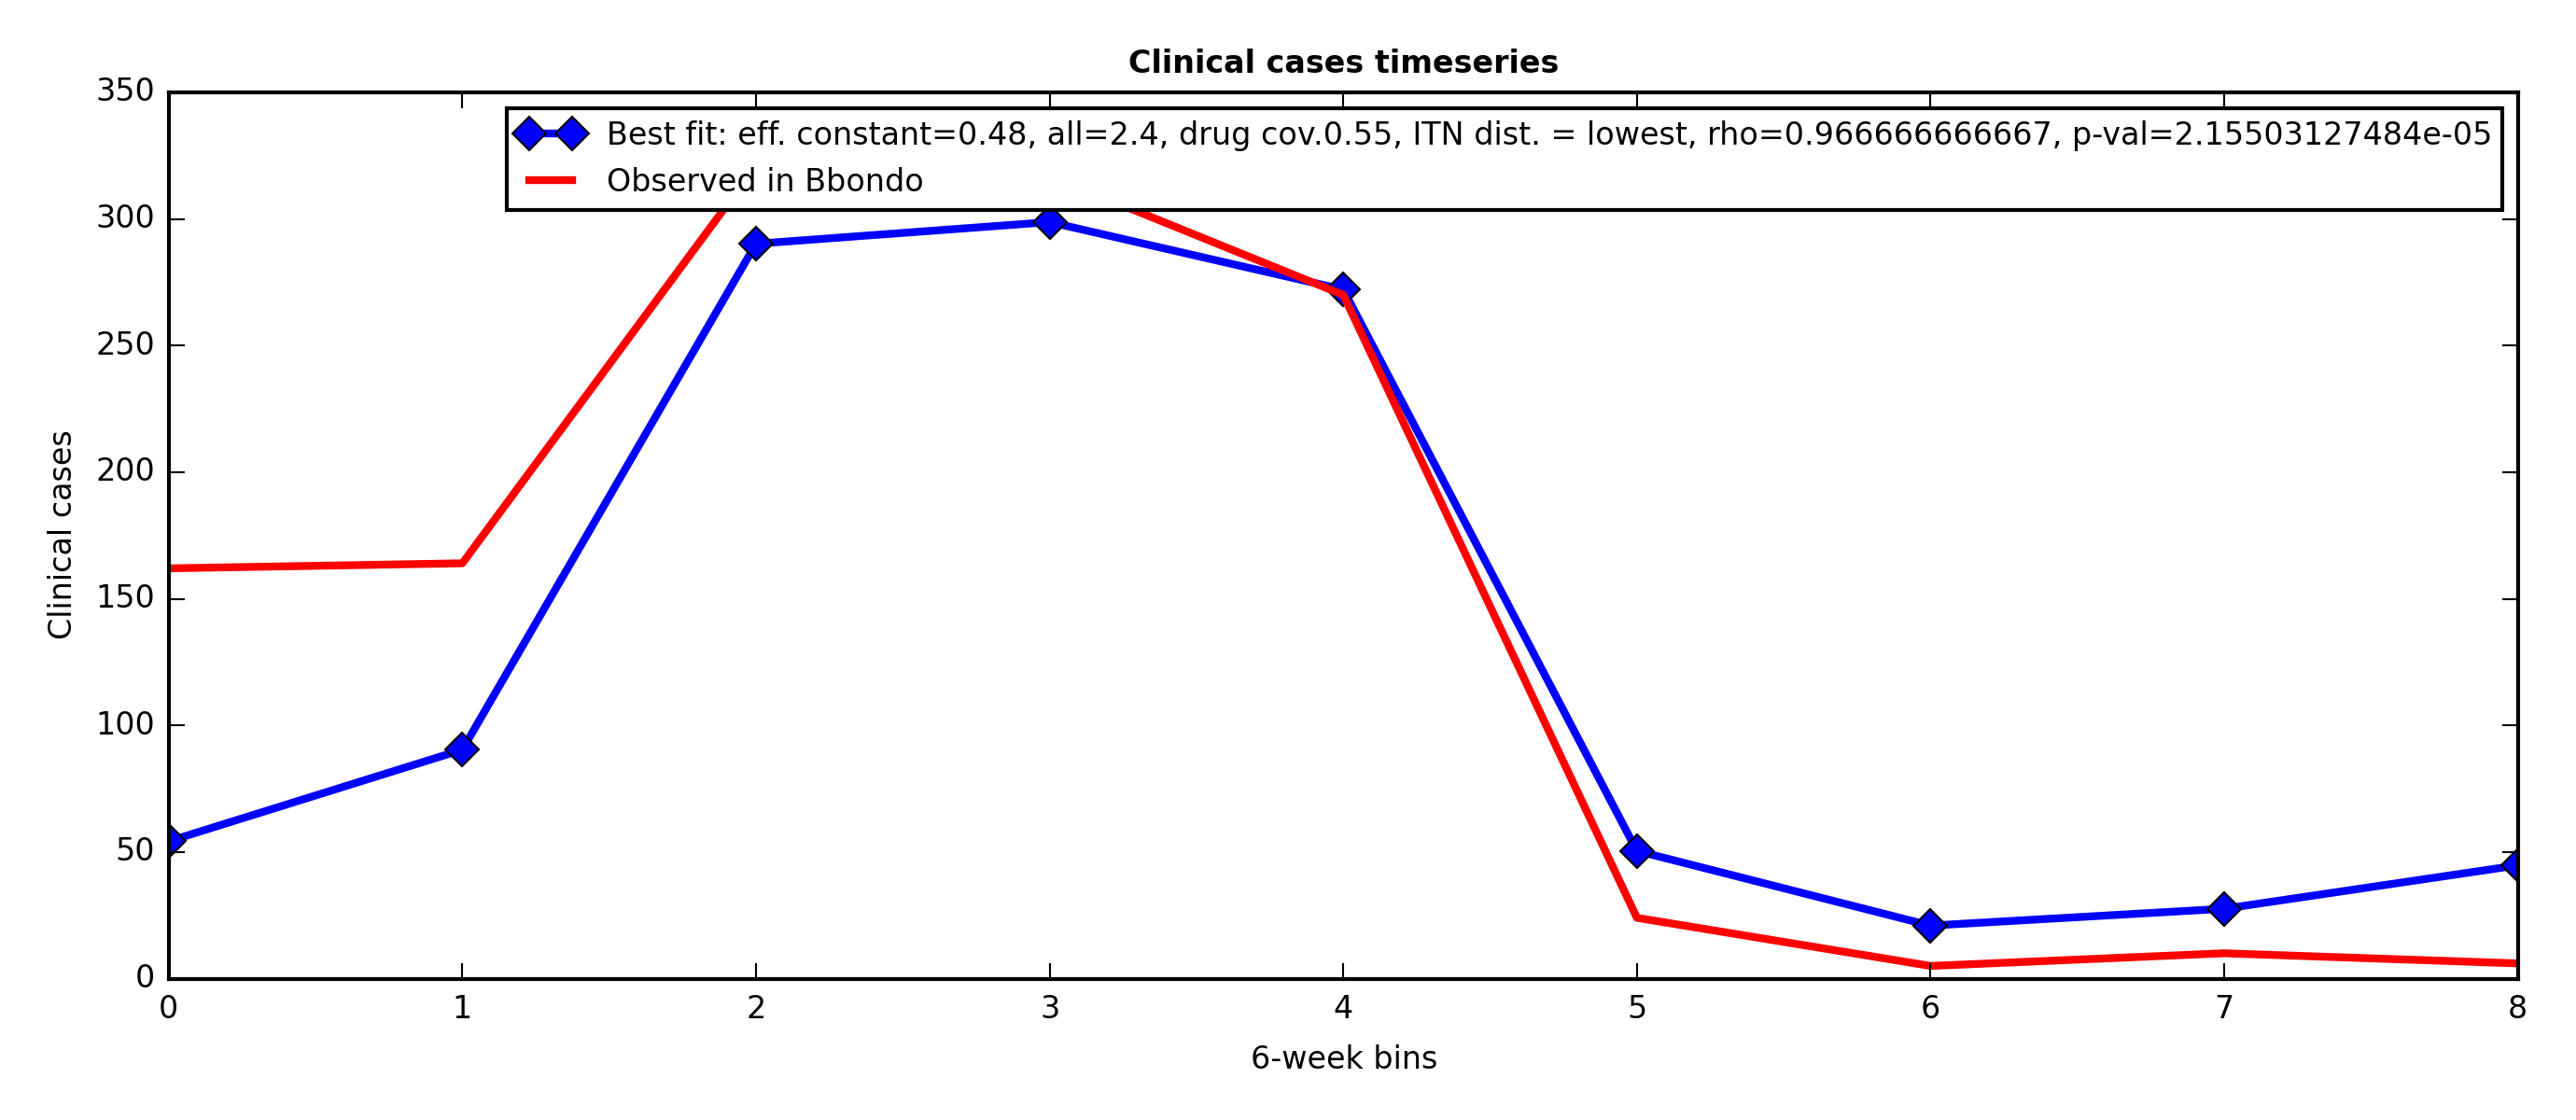 Clinical cases timeseries
350
300
250
200
150
100
50
0
Clinical cases
Best fit: eff. constant=0.48, all=2.4, drug cov.0.55, ITN dist. = lowest, rho=0.966666666667, p-val=2.15503127484e-05
Observed in Bbondo
0 1 2 3 4 5 6 7 8
6-week bins